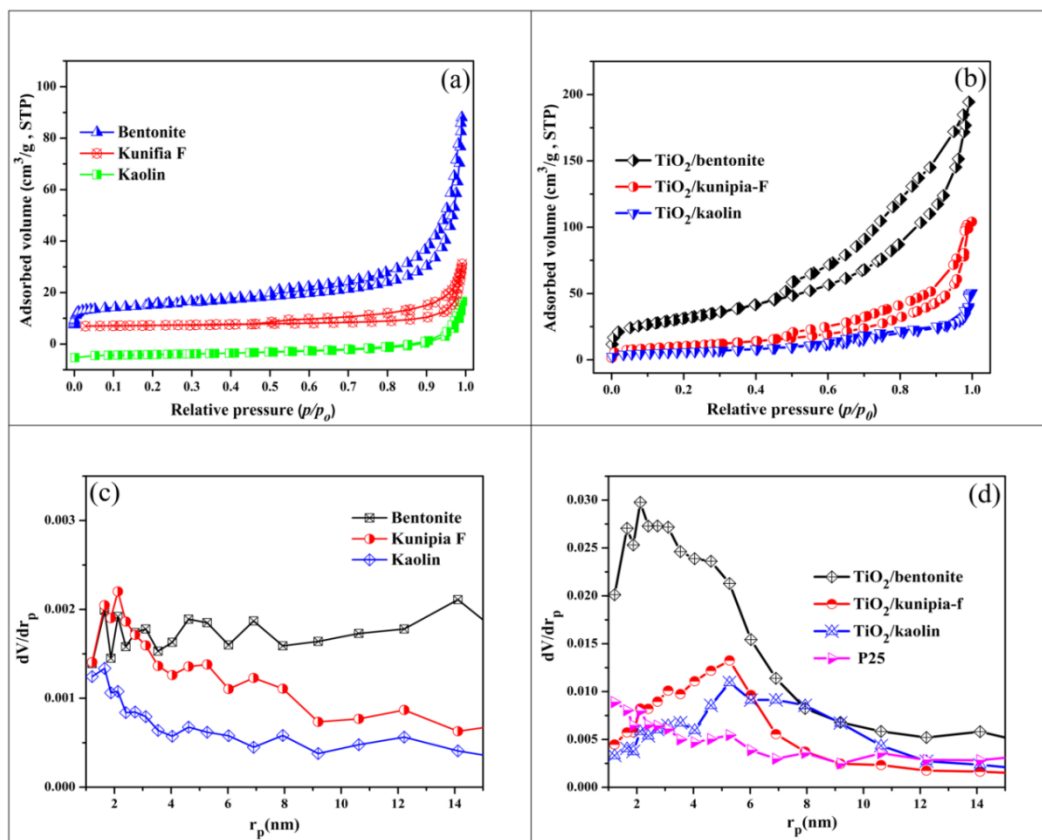 (a)
Adsorbed volume (cm³/g , STP)
100
80
60
40
20
0
Bentonite
Kunifia F
Kaolin
0.0 0.1 0.2 0.3 0.4 0.5 0.6 0.7 0.8 0.9 1.0
Relative pressure (p/pₒ)
(b)
Adsorbed volume (cm³/g, STP)
200
150
100
50
0
TiO₂/bentonite
TiO₂/kunipia-F
TiO₂/kaolin
0.0 0.2 0.4 0.6 0.8 1.0
Relative pressure (p/p₀)
(c)
dV/drₚ
0.003
0.002
0.001
0.000
Bentonite
Kunipia F
Kaolin
2 4 6 8 10 12 14
rₚ(nm)
(d)
dV/drₚ
0.030
0.025
0.020
0.015
0.010
0.005
0.000
TiO₂/bentonite
TiO₂/kunipia-f
TiO₂/kaolin
P25
2 4 6 8 10 12 14
rₚ(nm)